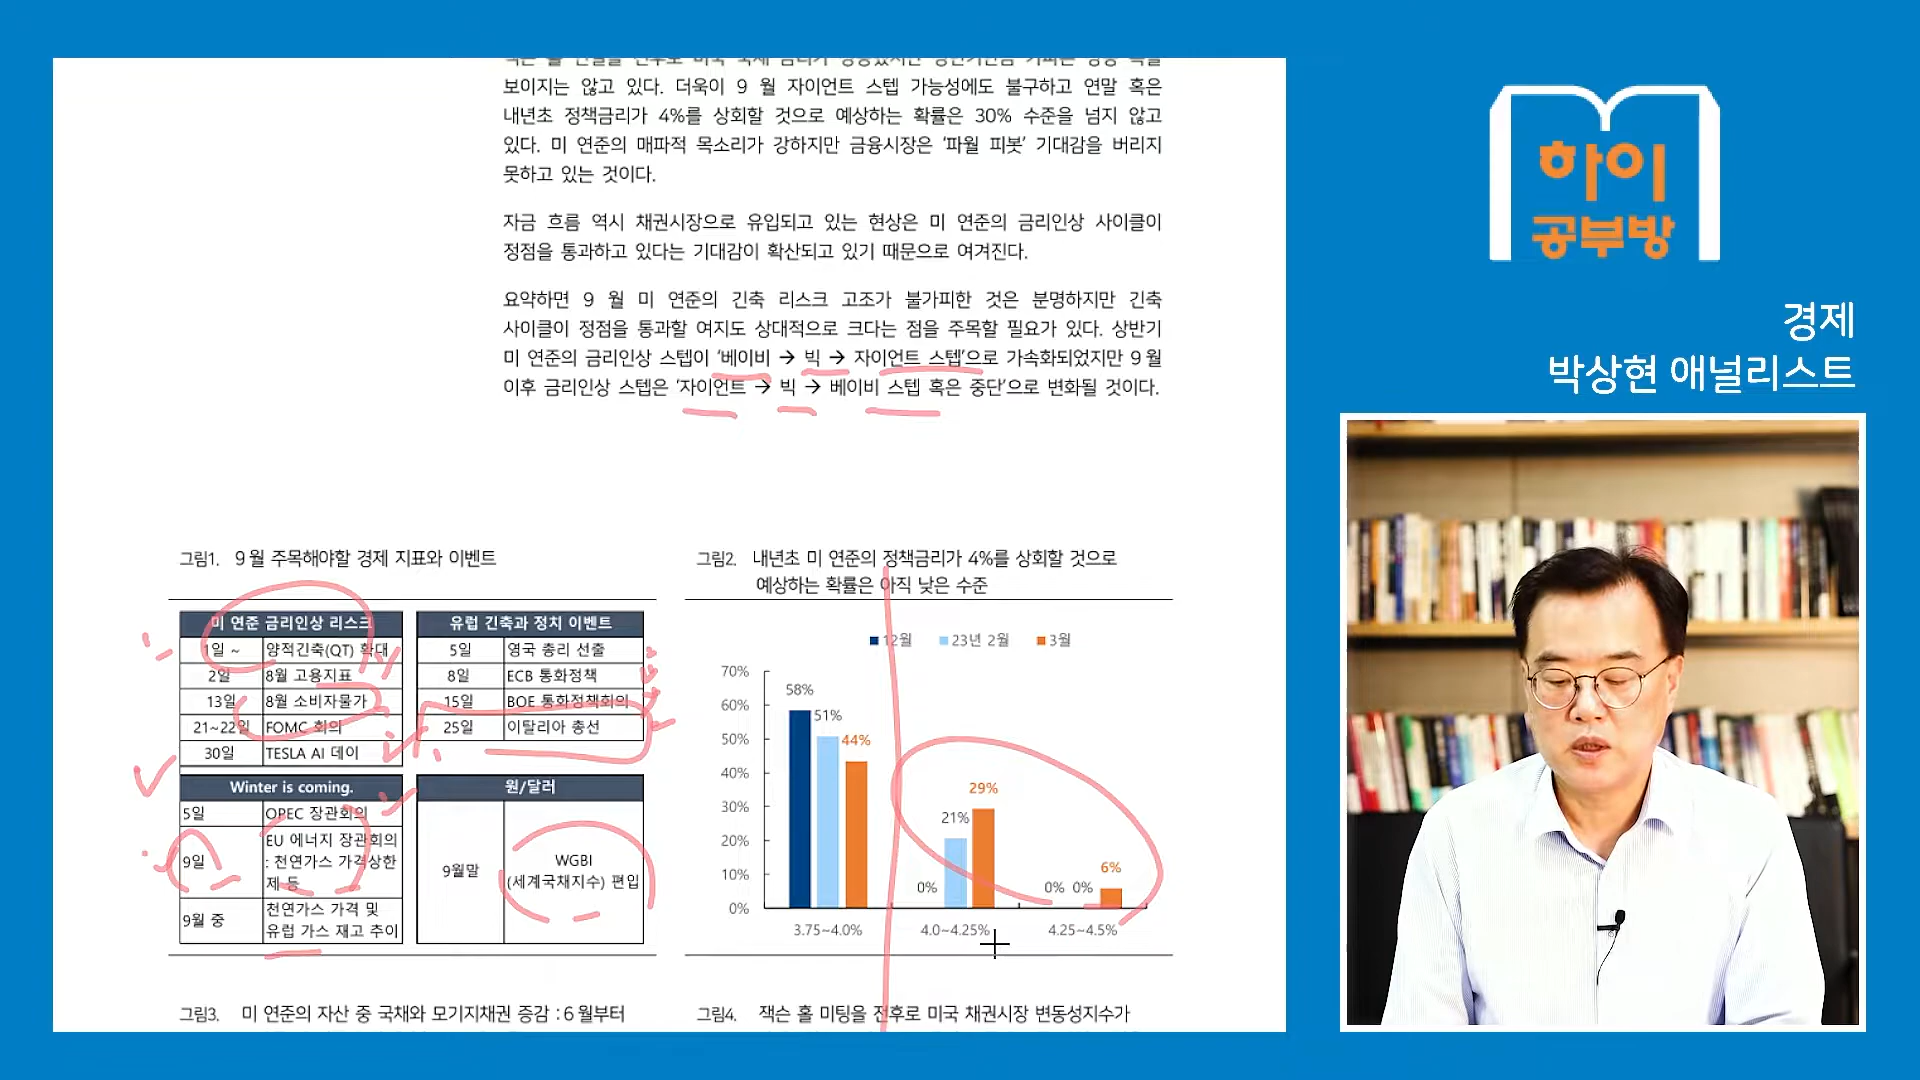 보이지는 않고 있다. 더욱이 9 월 자이언트 스텝 가능성에도 불구하고 연말 혹은
내년초 정책금리가 4%를 상회할 것으로 예상하는 확률은 30% 수준을 넘지 않고
있다. 미 연준의 매파적 목소리가 강하지만 금융시장은 '파월 피봇' 기대감을 버리지
못하고 있는 것이다.
자금 흐름 역시 채권시장으로 유입되고 있는 현상은 미 연준의 금리인상 사이클이
정점을 통과하고 있다는 기대감이 확산되고 있기 때문으로 여겨진다.
요약하면 9 월 미 연준의 긴축 리스크 고조가 불가피한 것은 분명하지만 긴축
사이클이 정점을 통과할 여지도 상대적으로 크다는 점을 주목할 필요가 있다. 상반기
미 연준의 금리인상 스텝이 '베이비 → 빅 → 자이언트 스텝'으로 가속화되었지만 9월
이후 금리인상 스텝은 '자이언트 → 빅 → 베이비 스텝 혹은 중단'으로 변화될 것이다.
그림1. 9월 주목해야할 경제 지표와 이벤트
미 연준 금리인상 리스크
1일 ~ 양적긴축(QT) 확대
2일 8월 고용지표
13일 8월 소비자물가
21~22일 FOMC 회의
30일 TESLA AI 데이
유럽 긴축과 정치 이벤트
5일 영국 총리 선출
8일 ECB 통화정책
15일 BOE 통화정책회의
25일 이탈리아 총선
Winter is coming.
5일 OPEC 장관회의
9일 EU 에너지 장관회의
: 천연가스 가격상한
제 등
9월 중 천연가스 가격 및
유럽 가스 재고 추이
원/달러
9월말 WGBI
(세계국채지수) 편입
그림2. 내년초 미 연준의 정책금리가 4%를 상회할 것으로
예상하는 확률은 아직 낮은 수준
12월 23년 2월 3월
70%
60%
50%
40%
30%
20%
10%
0%
58%
51%
44%
0%
21%
29%
0%
0%
6%
3.75~4.0%
4.0~4.25%
4.25~4.5%
그림3. 미 연준의 자산 중 국채와 모기지채권 증감 : 6월부터
그림4. 잭슨 홀 미팅을 전후로 미국 채권시장 변동성지수가
하이
공부방
경제
박상현 애널리스트